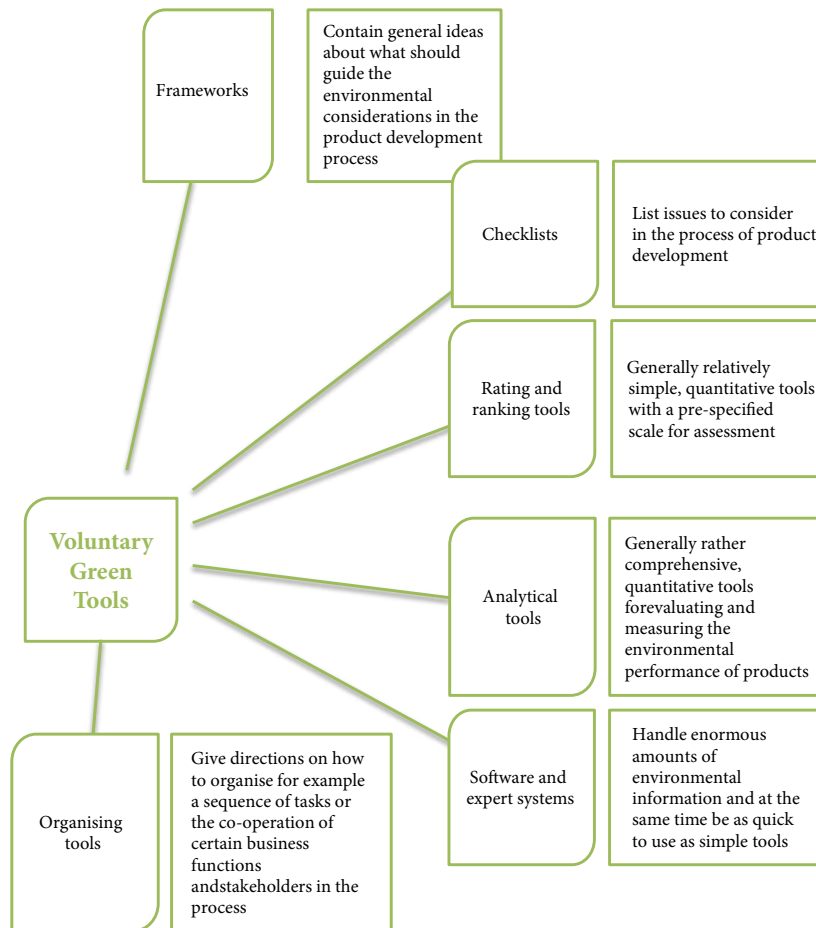 Frameworks
Contain general ideas
about what should
guide the
environmental
considerations in the
product development
process
Checklists
List issues to consider
in the process of product
development
Rating and
ranking tools
Generally relatively
simple, quantitative tools
with a pre-specified
scale for assessment
Voluntary
Green
Tools
Analytical
tools
Generally rather
comprehensive,
quantitative tools
forevaluating and
measuring the
environmental
performance of products
Software and
expert systems
Handle enormous
amounts of
environmental
information and at the
same time be as quick
to use as simple tools
Organising
tools
Give directions on how
to organise for example
a sequence of tasks or
the co-operation of
certain business
functions
andstakeholders in the
process